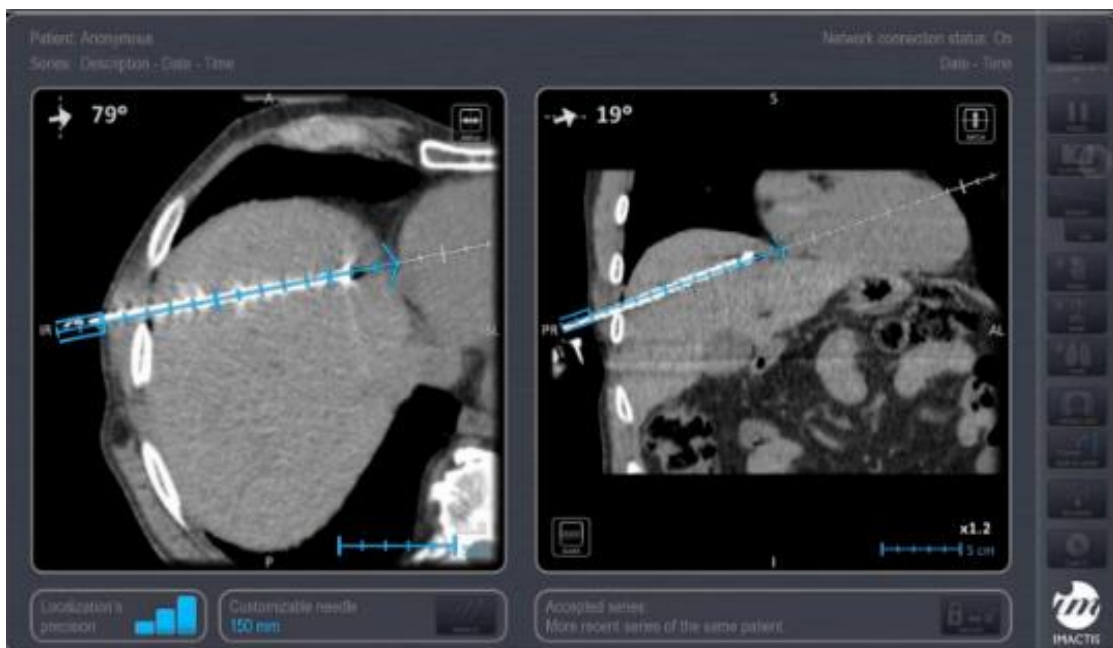 Patient: Anonymous
Series: Description - Date - Time
Network connection status: On
Date - Time
79°
A
IR
AL
P
19°
S
PR
AL
I
x1.2
5 cm
Localization's
precision
Customizable needle
150 mm
Accepted series:
More recent series of the same patient
IMACTIS